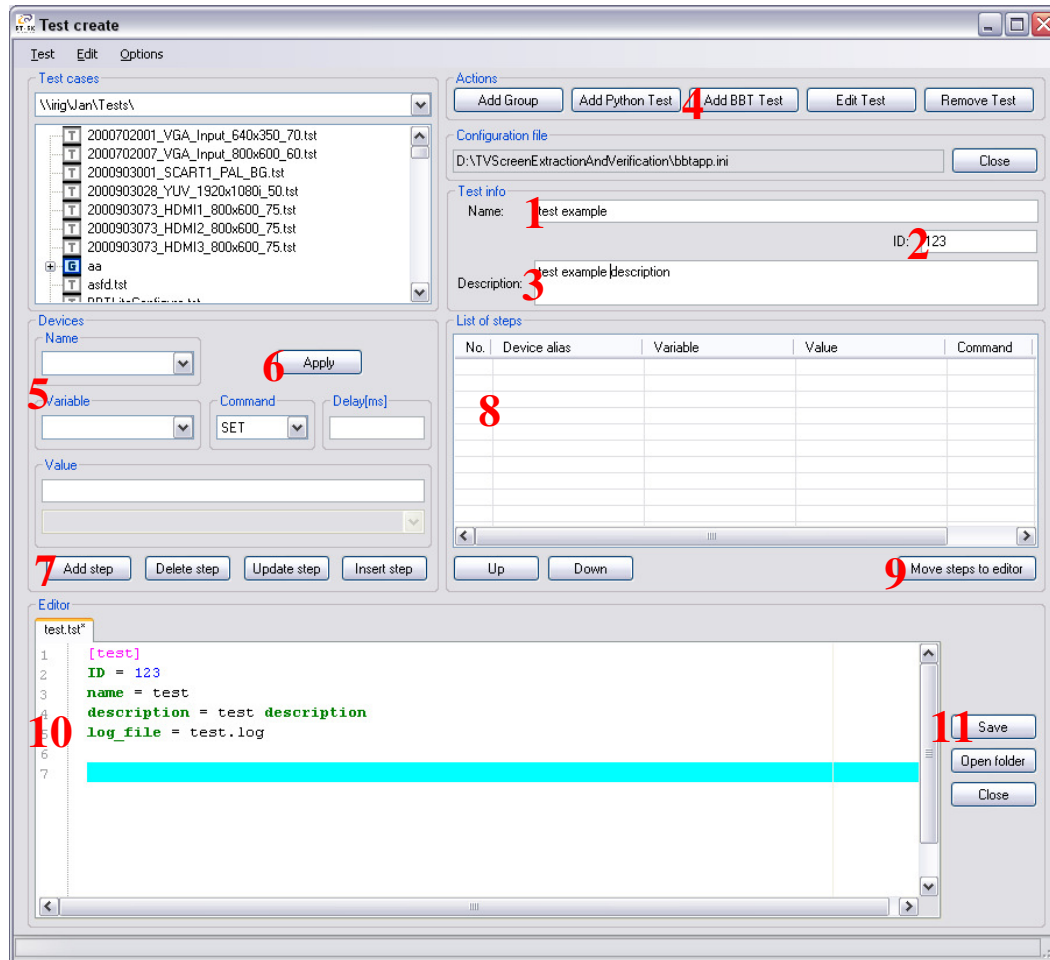 RT-RK Test create
Test Edit Options
Test cases
\\irig\Jan\Tests\
T 2000702001_VGA_Input_640x350_70.tst
T 2000702007_VGA_Input_800x600_60.tst
T 2000903001_SCART1_PAL_BG.tst
T 2000903028_YUV_1920x1080i_50.tst
T 2000903073_HDMI1_800x600_75.tst
T 2000903073_HDMI2_800x600_75.tst
T 2000903073_HDMI3_800x600_75.tst
G aa
T asfd.tst
T BBTLiteConfigure.tst
Actions
Add Group Add Python Test 4 Add BBT Test Edit Test Remove Test
Configuration file
D:\TVScreenExtractionAndVerification\bbtapp.ini Close
Test info
Name: 1 test example
ID: 2 123
Description: 3 test example description
Devices
Name
6 Apply
5
Variable Command Delay[ms]
SET
Value
7 Add step Delete step Update step Insert step
List of steps
No. Device alias Variable Value Command
8
Up Down 9 Move steps to editor
Editor
test.tst*
1 [test]
2 ID = 123
3 name = test
4 description = test description
5 log_file = test.log
6
7
10
11 Save
Open folder
Close